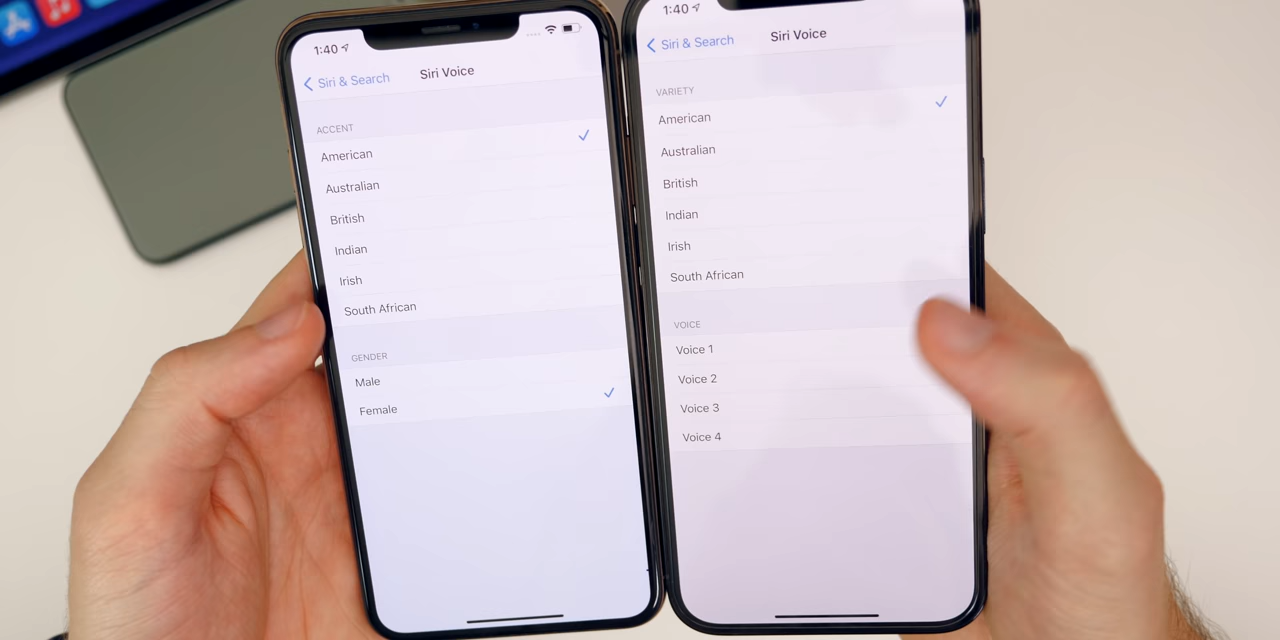 1:40
Siri & Search
Siri Voice
ACCENT
American
Australian
British
Indian
Irish
South African
GENDER
Male
Female
1:40
Siri & Search
Siri Voice
VARIETY
American
Australian
British
Indian
Irish
South African
VOICE
Voice 1
Voice 2
Voice 3
Voice 4